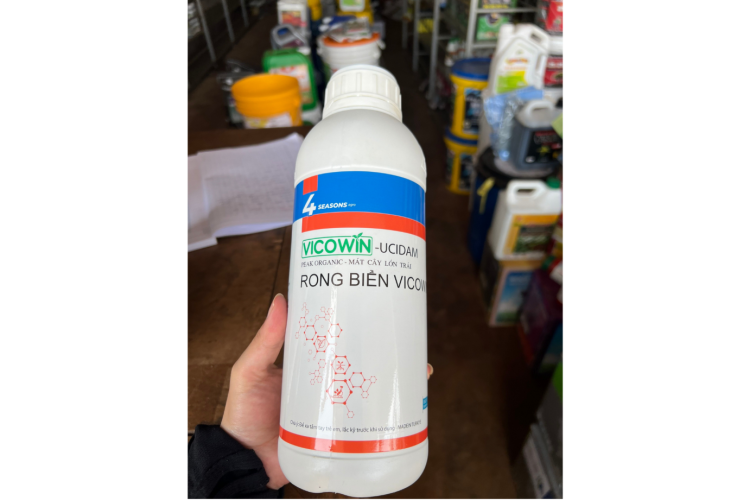 4 SEASONS
VICOWIN -UCIDAM
PEAK ORGANIC - MÁT CÂY LỚN TRÁI
RONG BIỂN VICOW